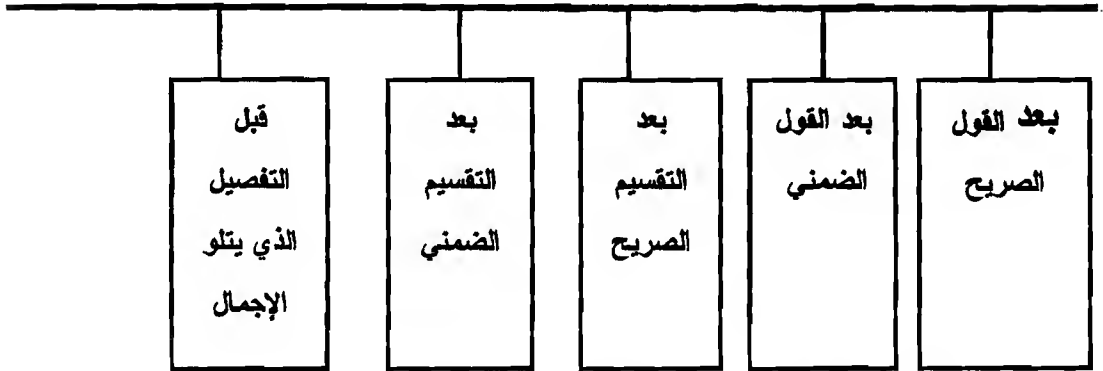 بعد القول
الصريح
بعد القول
الضمني
بعد
التقسيم
الصريح
بعد
التقسيم
الضمني
قبل
التفصيل
الذي يتلو
الإجمال